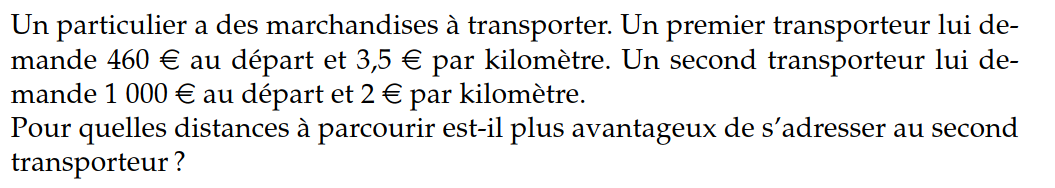 Un particulier a des marchandises à transporter. Un premier transporteur lui de-
mande 460 € au départ et 3,5 € par kilomètre. Un second transporteur lui de-
mande 1 000 € au départ et 2 € par kilomètre.
Pour quelles distances à parcourir est-il plus avantageux de s’adresser au second
transporteur ?